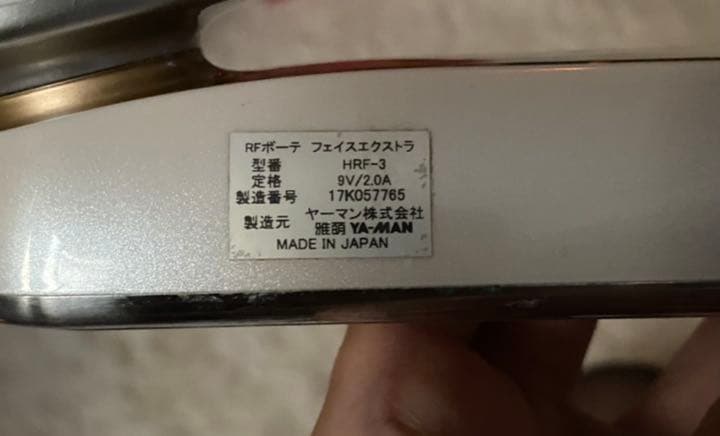 RFボーテ フェイスエクストラ
型番 HRF-3
定格 9V/2.0A
製造番号 17K057765
製造元 ヤーマン株式会社
雅萌 YA-MAN
MADE IN JAPAN